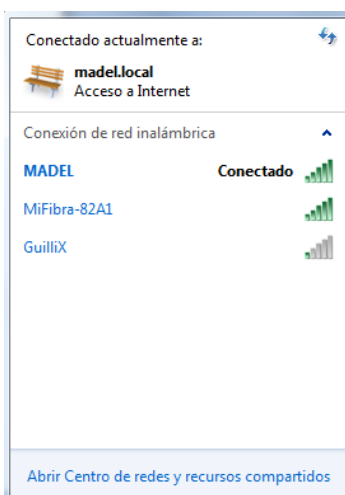 Conectado actualmente a:
madel.local
Acceso a Internet
Conexión de red inalámbrica
MADEL Conectado
MiFibra-82A1
GuilliX
Abrir Centro de redes y recursos compartidos